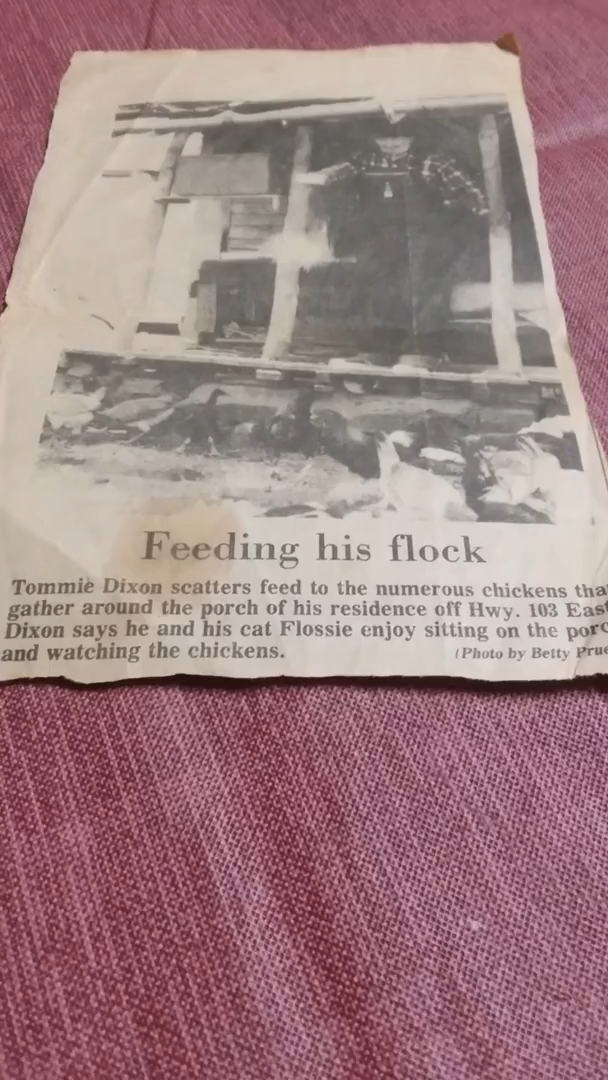 Feeding his flock
Tommie Dixon scatters feed to the numerous chickens tha
gather around the porch of his residence off Hwy. 103 East
Dixon says he and his cat Flossie enjoy sitting on the porc
and watching the chickens. (Photo by Betty Prue